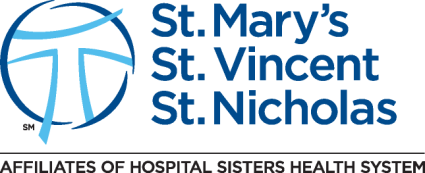 St. Mary's
St. Vincent
St. Nicholas
SM
AFFILIATES OF HOSPITAL SISTERS HEALTH SYSTEM